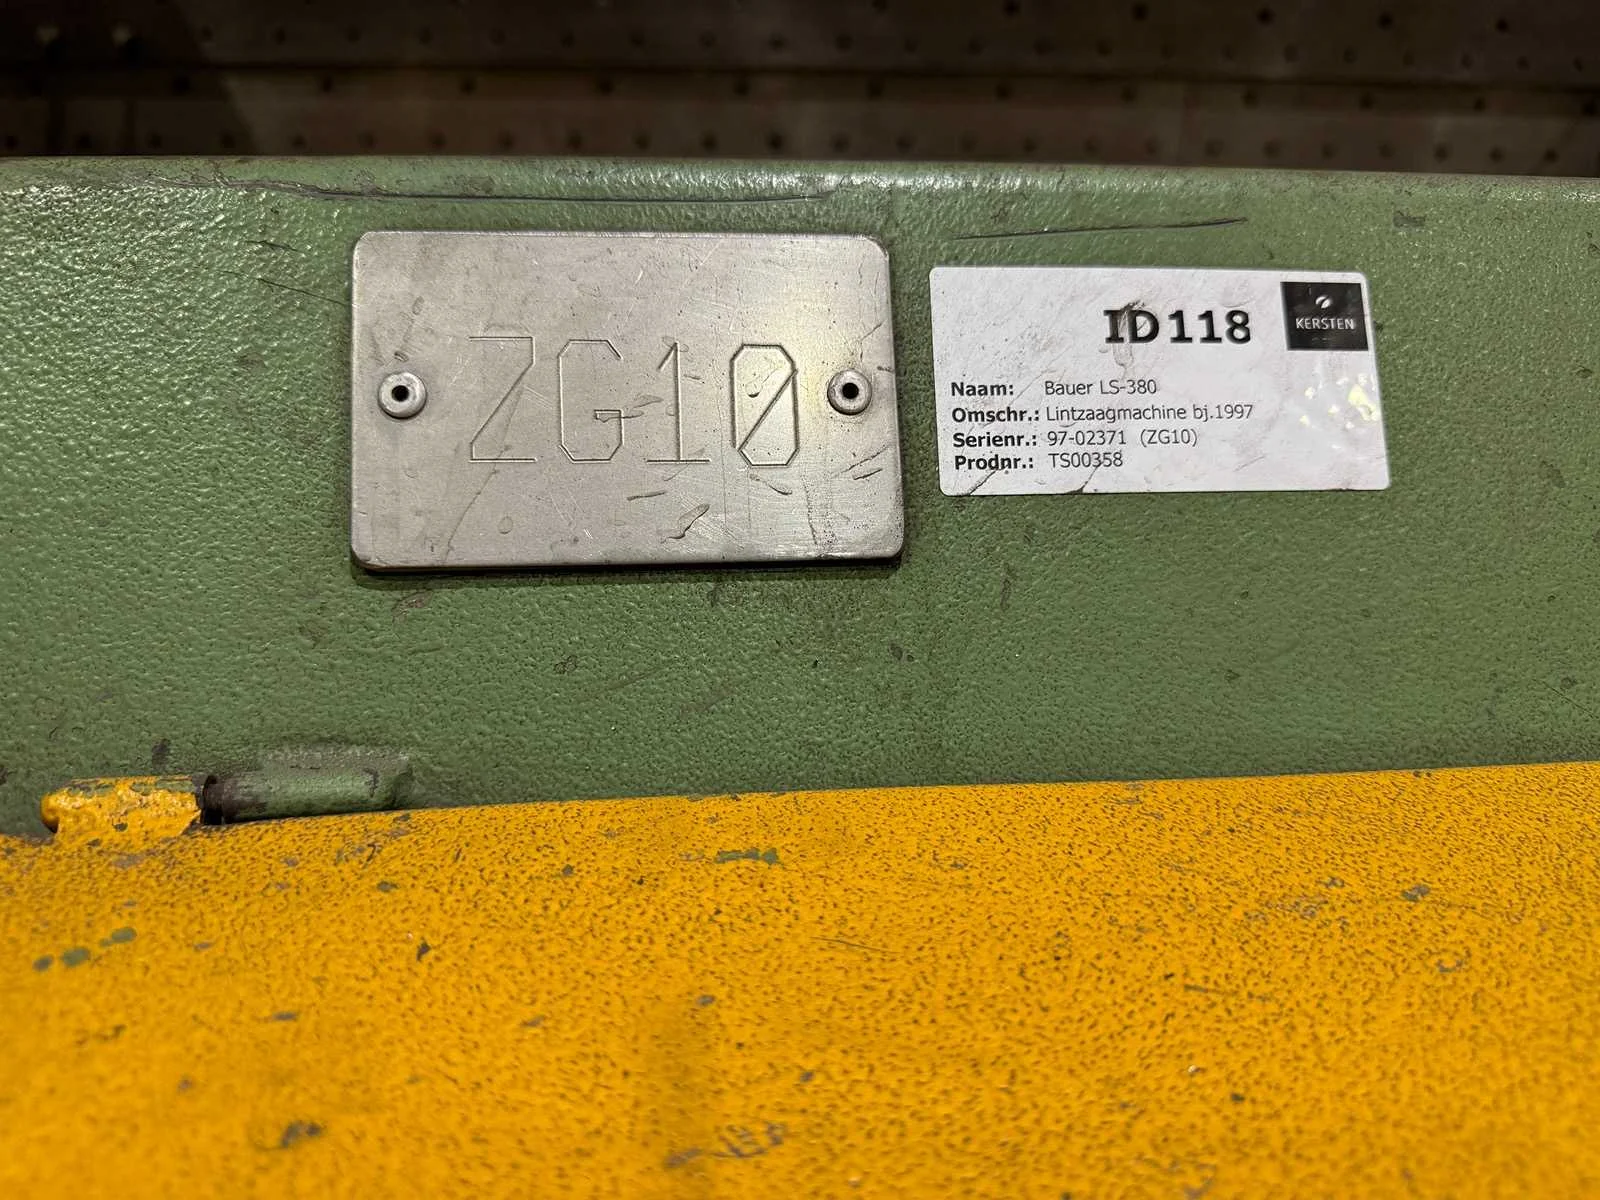 ZG10
ID118
KERSTEN
Naam: Bauer LS-380
Omschr.: Lintzaagmachine bj.1997
Serienr.: 97-02371 (ZG10)
Prodnr.: TS00358